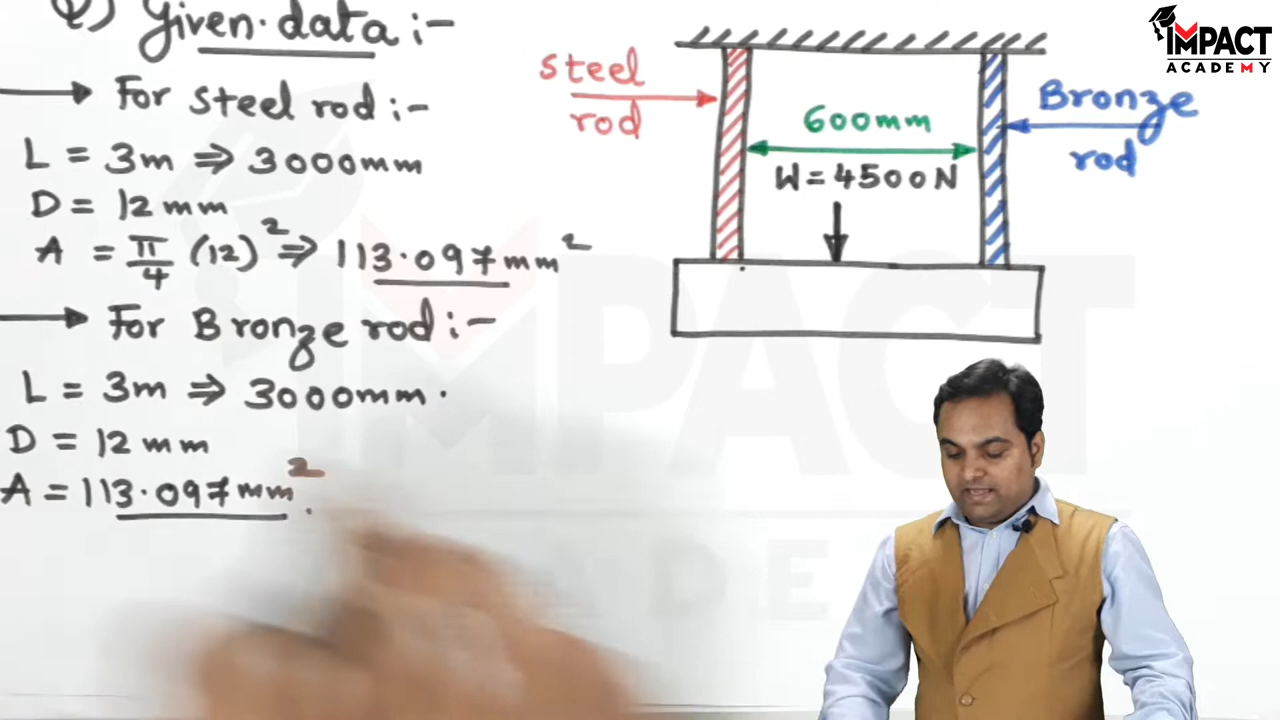 Q) Given data :-
→ For steel rod :-
L = 3m ⇒ 3000mm
D = 12 mm
A = π/4 (12)² ⇒ 113.097 mm²
→ For Bronze rod :-
L = 3m ⇒ 3000mm.
D = 12 mm
A = 113.097 mm².
steel
rod
600mm
W = 4500N
Bronze
rod
IMPACT
ACADEMY
IMPACT